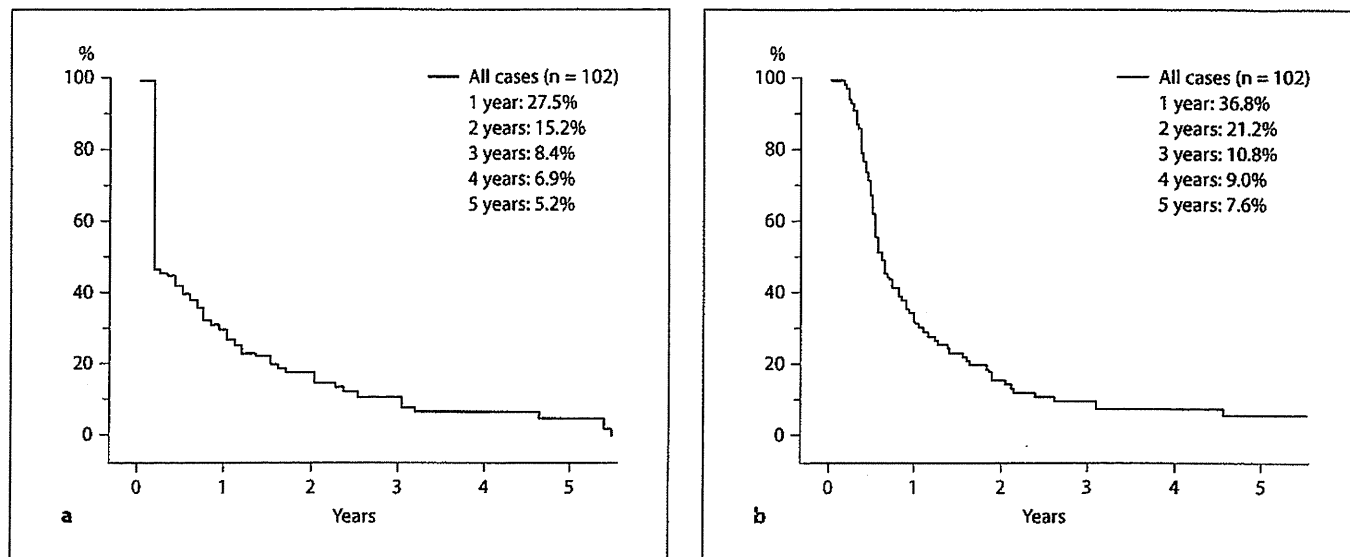 %
100
80
60
40
20
0
All cases (n = 102)
1 year: 27.5%
2 years: 15.2%
3 years: 8.4%
4 years: 6.9%
5 years: 5.2%
0 1 2 3 4 5
Years
a
%
100
80
60
40
20
0
All cases (n = 102)
1 year: 36.8%
2 years: 21.2%
3 years: 10.8%
4 years: 9.0%
5 years: 7.6%
0 1 2 3 4 5
Years
b